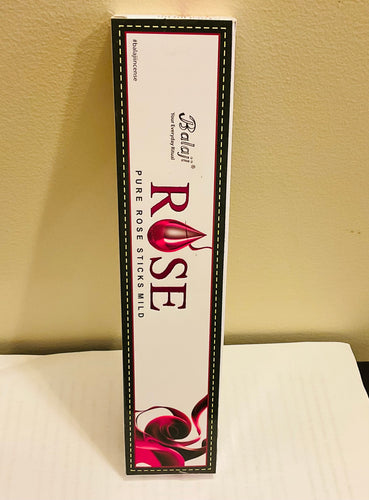 #balajiincense
Balaji®
Your Everyday Ritual
ROSE
PURE ROSE STICKS MILD